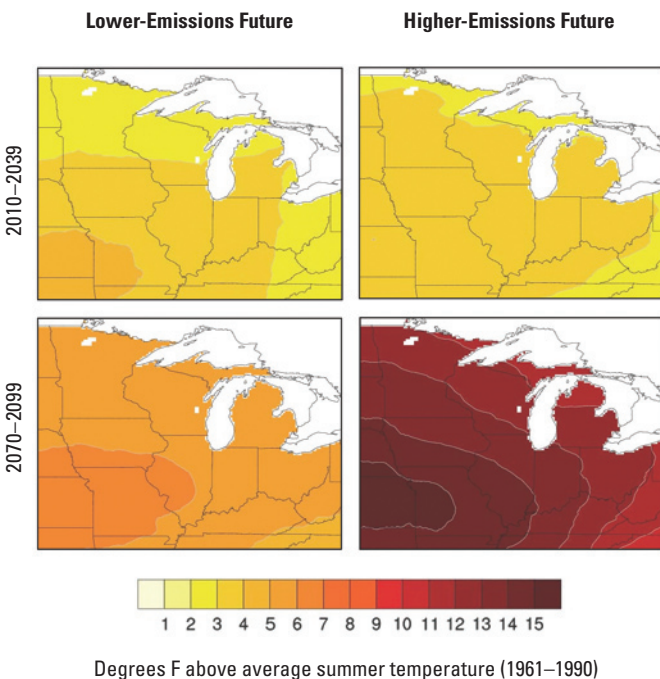 Lower-Emissions Future
Higher-Emissions Future
2010–2039
2070–2099
1 2 3 4 5 6 7 8 9 10 11 12 13 14 15
Degrees F above average summer temperature (1961–1990)